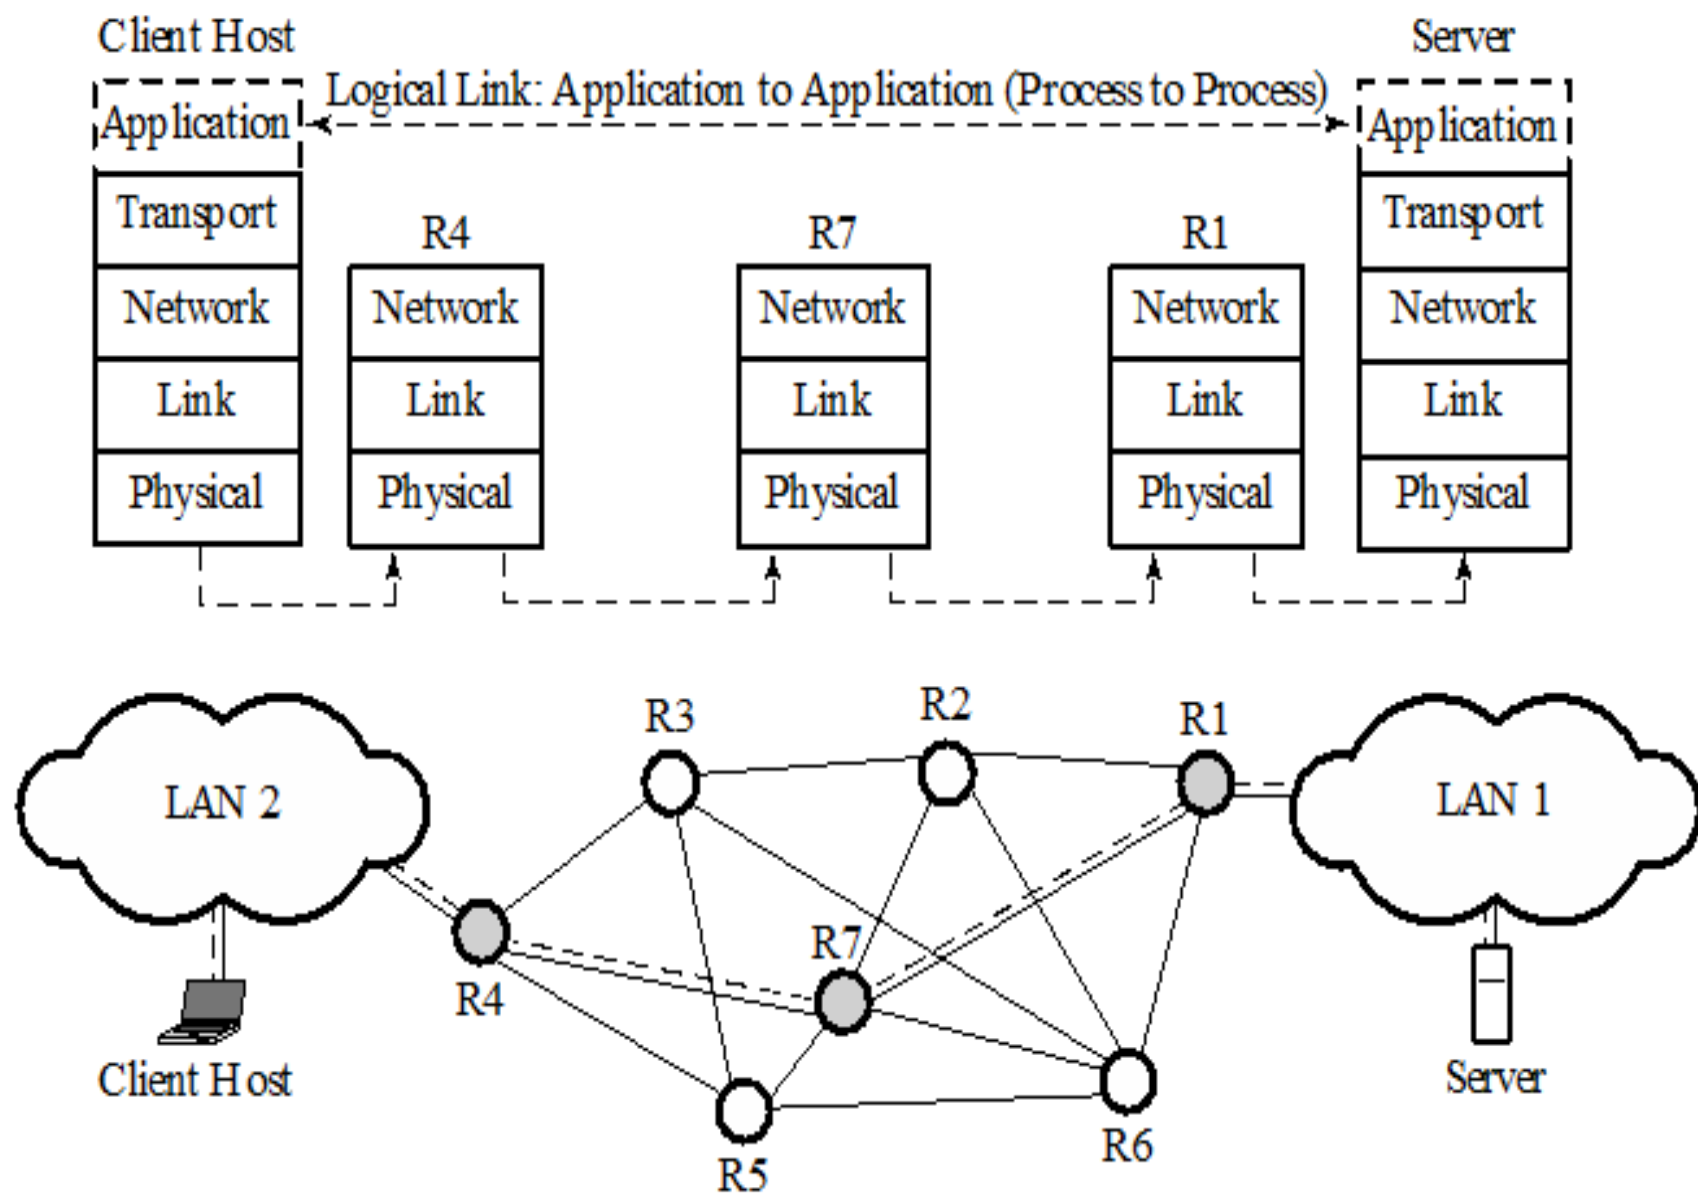 Client Host
Server
Logical Link: Application to Application (Process to Process)
Application
Application
Transport
Transport
R4
R7
R1
Network
Network
Network
Network
Network
Link
Link
Link
Link
Link
Physical
Physical
Physical
Physical
Physical
R3
R2
R1
LAN 2
LAN 1
R7
R4
Client Host
Server
R6
R5